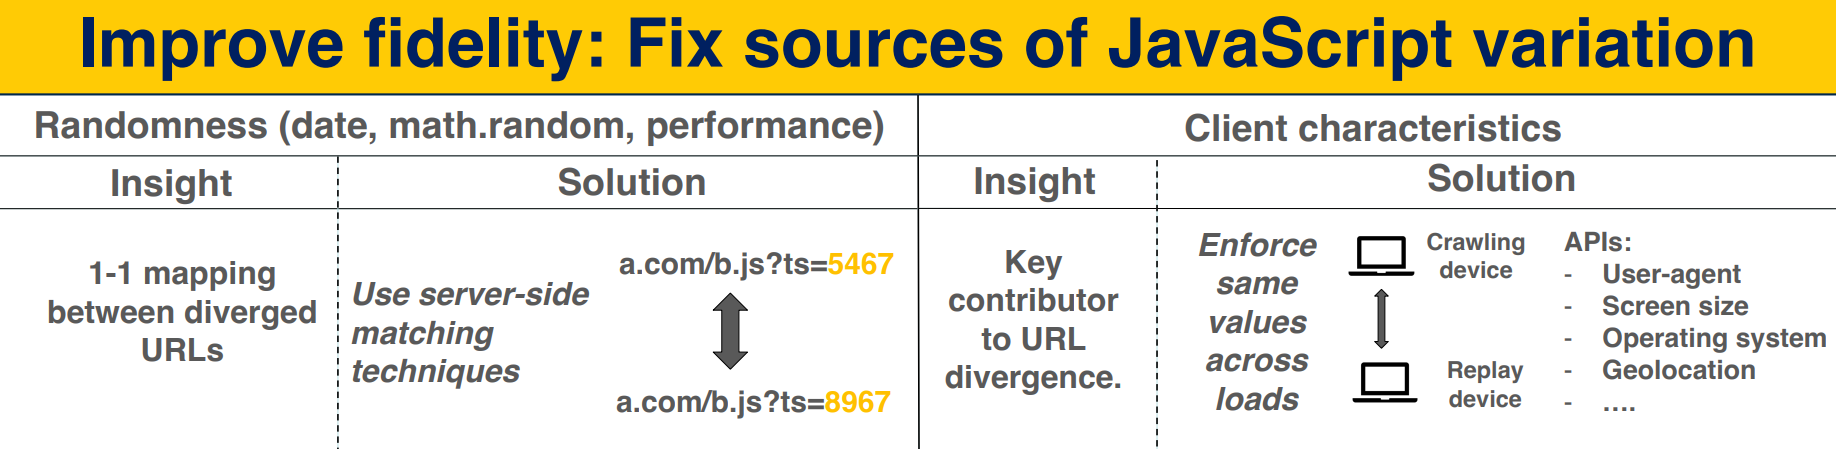 Improve fidelity: Fix sources of JavaScript variation
Randomness (date, math.random, performance)
Insight
Solution
1-1 mapping
between diverged
URLs
Use server-side
matching
techniques
a.com/b.js?ts=5467
a.com/b.js?ts=8967
Client characteristics
Insight
Solution
Key
contributor
to URL
divergence.
Enforce
same
values
across
loads
Crawling
device
Replay
device
APIs:
- User-agent
- Screen size
- Operating system
- Geolocation
- ....